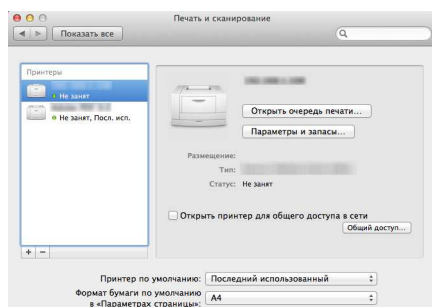 Печать и сканирование
Показать все
Принтеры
Не занят
Не занят, Посл. исп.
Открыть очередь печати...
Параметры и запасы...
Размещение:
Тип:
Статус: Не занят
Открыть принтер для общего доступа в сети
Общий доступ...
+ −
Принтер по умолчанию: Последний использованный
Формат бумаги по умолчанию
в «Параметрах страницы»: A4